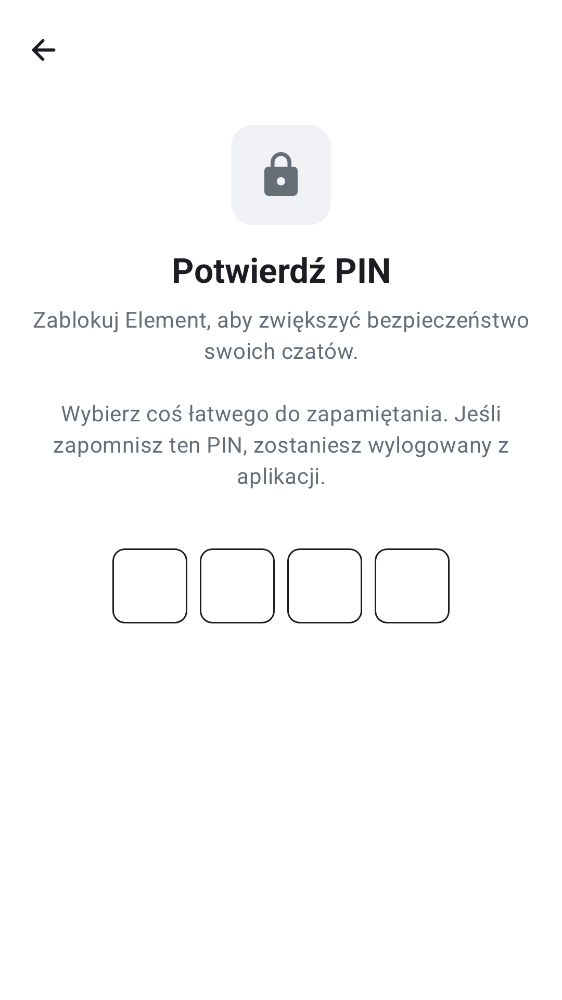 Potwierdź PIN
Zablokuj Element, aby zwiększyć bezpieczeństwo
swoich czatów.
Wybierz coś łatwego do zapamiętania. Jeśli
zapomnisz ten PIN, zostaniesz wylogowany z
aplikacji.